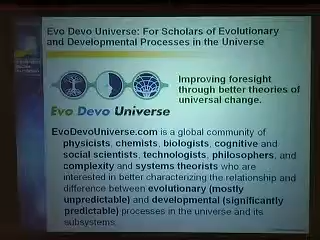 Evo Devo Universe: For Scholars of Evolutionary
and Developmental Processes in the Universe
Improving foresight
through better theories of
universal change.
Evo Devo Universe
EvoDevoUniverse.com is a global community of
physicists, chemists, biologists, cognitive and
social scientists, technologists, philosophers, and
complexity and systems theorists who are
interested in better characterizing the relationship and
difference between evolutionary (mostly
unpredictable) and developmental (significantly
predictable) processes in the universe and its
subsystems.